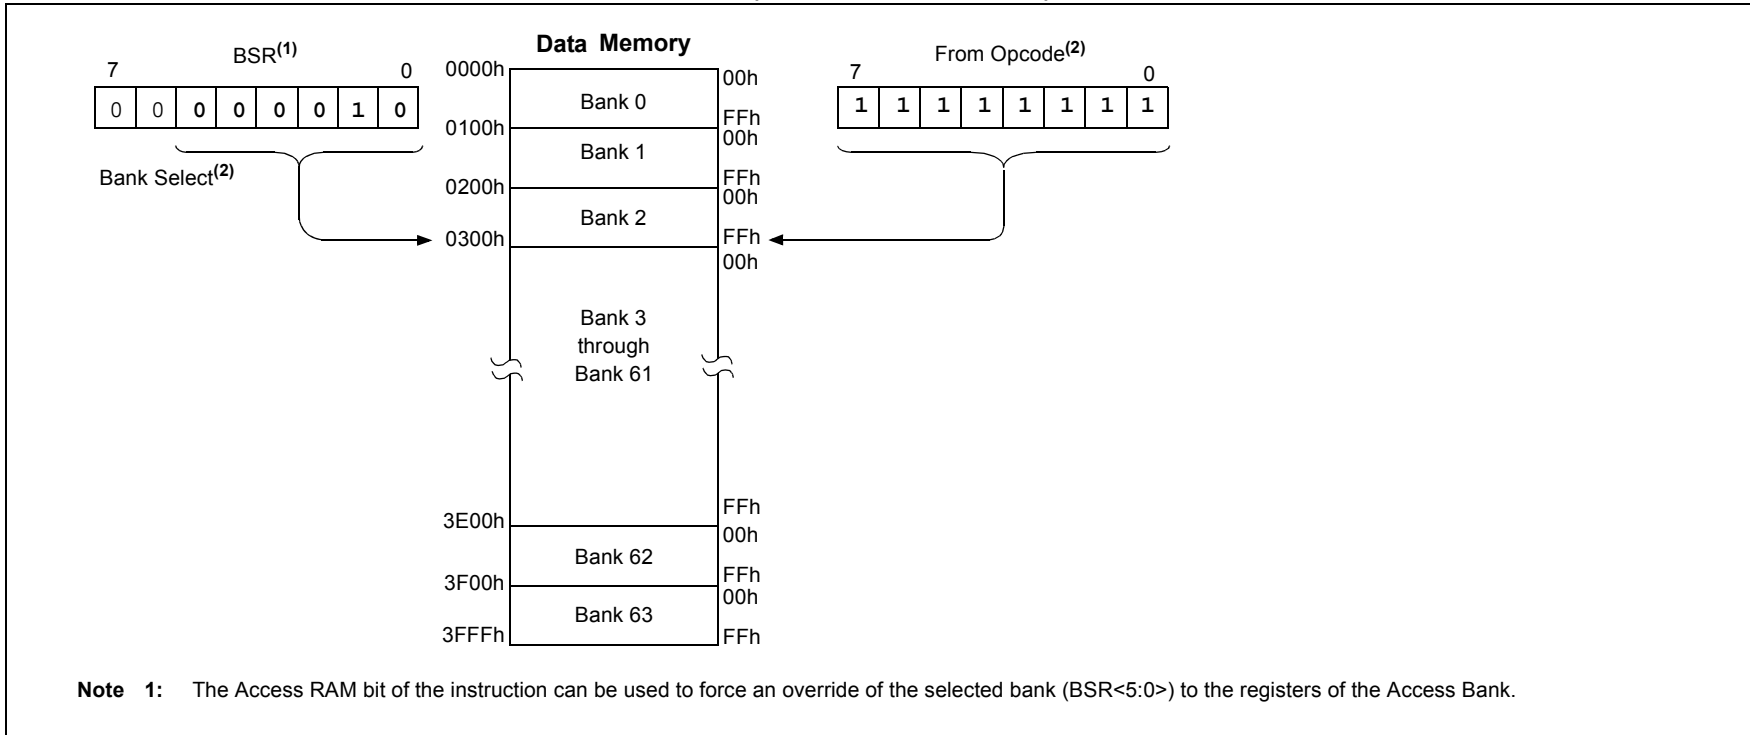 Data Memory
BSR(1)
7 0
0 0 0 0 0 0 1 0
Bank Select(2)
From Opcode(2)
7 0
1 1 1 1 1 1 1 1
0000h
00h
Bank 0
FFh
0100h
00h
Bank 1
FFh
0200h
00h
Bank 2
FFh
0300h
00h
Bank 3
through
Bank 61
FFh
3E00h
00h
Bank 62
FFh
3F00h
00h
Bank 63
3FFFh
FFh
Note 1: The Access RAM bit of the instruction can be used to force an override of the selected bank (BSR<5:0>) to the registers of the Access Bank.